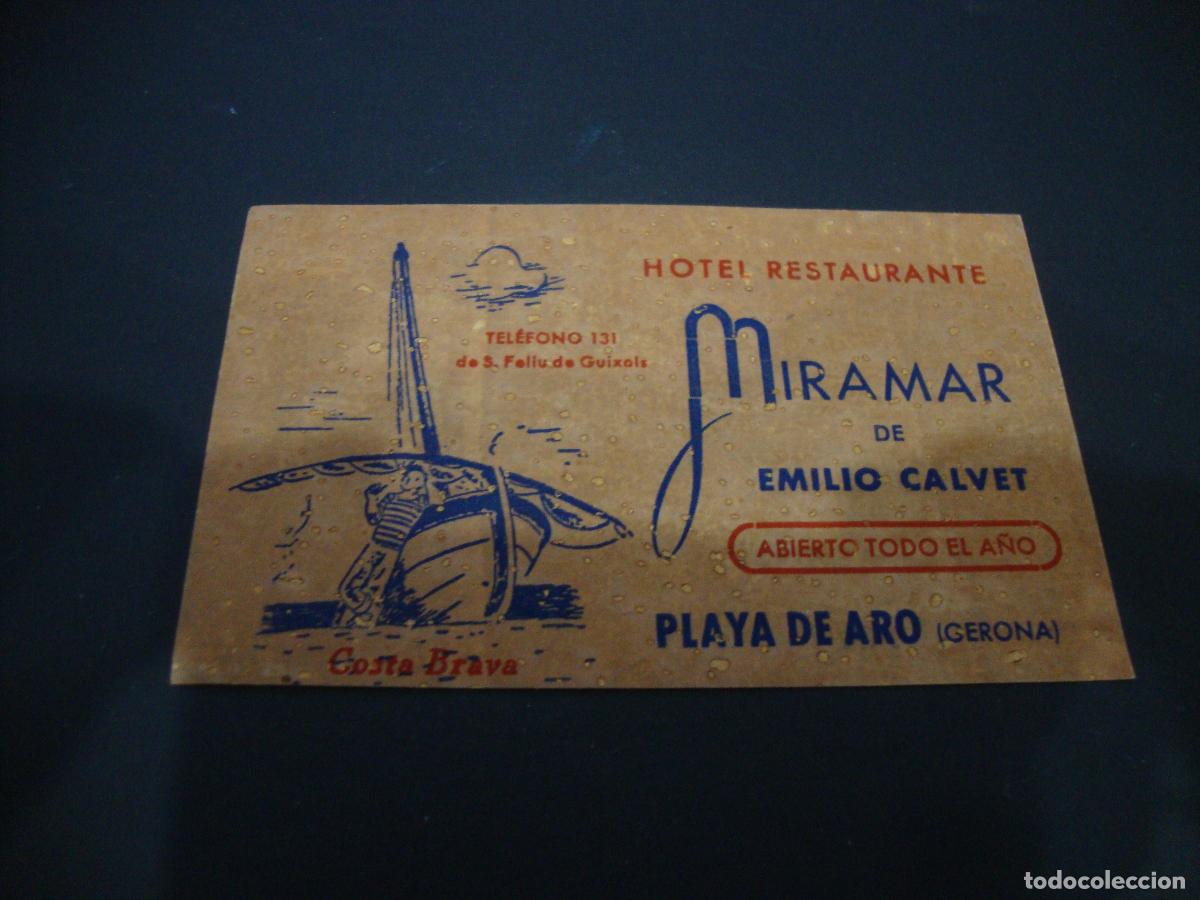 HOTEL RESTAURANTE
TELÉFONO 131
de S. Feliu de Guixols
MIRAMAR
DE
EMILIO CALVET
ABIERTO TODO EL AÑO
PLAYA DE ARO (GERONA)
Costa Brava
todocoleccion